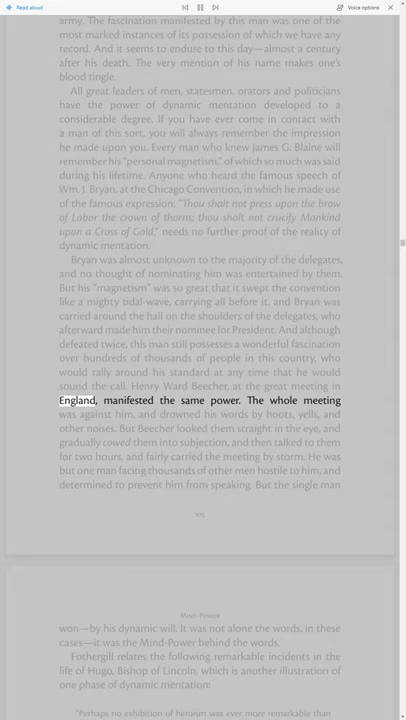 Read aloud
Voice options
army. The fascination manifested by this man was one of the
most marked instances of its possession of which we have any
record. And it seems to endure to this day—almost a century
after his death. The very mention of his name makes one's
blood tingle.
All great leaders of men, statesmen, orators and politicians
have the power of dynamic mentation developed to a
considerable degree. If you have ever come in contact with
a man of this sort, you will always remember the impression
he made upon you. Every man who knew James G. Blaine will
remember his "personal magnetism," of which so much was said
during his lifetime. Anyone who heard the famous speech of
Wm. J. Bryan, at the Chicago Convention, in which he made use
of the famous expression: "Thou shalt not press upon the brow
of Labor the crown of thorns; thou shalt not crucify Mankind
upon a Cross of Gold," needs no further proof of the reality of
dynamic mentation.
Bryan was almost unknown to the majority of the delegates,
and no thought of nominating him was entertained by them.
But his "magnetism" was so great that it swept the convention
like a mighty tidal-wave, carrying all before it, and Bryan was
carried around the hall on the shoulders of the delegates, who
afterward made him their nominee for President. And although
defeated twice, this man still possesses a wonderful fascination
over hundreds of thousands of people in this country, who
would rally around his standard at any time that he would
sound the call. Henry Ward Beecher, at the great meeting in
England, manifested the same power. The whole meeting
was against him, and drowned his words by hoots, yells, and
other noises. But Beecher looked them straight in the eye, and
gradually cowed them into subjection, and then talked to them
for two hours, and fairly carried the meeting by storm. He was
but one man facing thousands of other men hostile to him, and
determined to prevent him from speaking. But the single man
Mind-Power
won—by his dynamic will. It was not alone the words, in these
cases—it was the Mind-Power behind the words.
Fothergill relates the following remarkable incidents in the
life of Hugo, Bishop of Lincoln, which is another illustration of
one phase of dynamic mentation:
"Perhaps no exhibition of heroism was ever more remarkable than